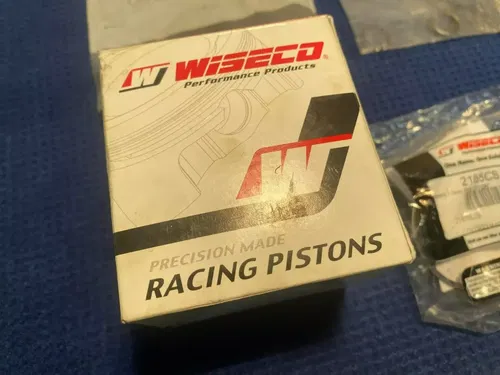 W WISECO®
Performance Products
W
PRECISION MADE
RACING PISTONS
WISECO
2185CS